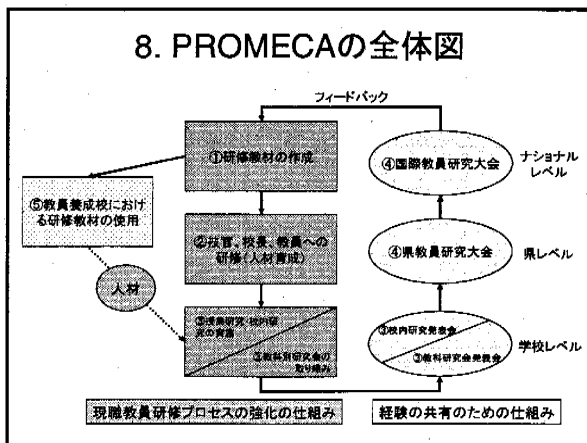 8. PROMECAの全体図
フィードバック
①研修教材の作成
④国際教員研究大会
ナショナル
レベル
⑤教員養成校におけ
る研修教材の使用
②技官、校長、教員への
研修(人材育成)
④県教員研究大会
県レベル
人材
③授業研究・校内研
究の実施
③教科別研究会の
取り組み
③校内研究発表会
③教科研究会発表会
学校レベル
現職教員研修プロセスの強化の仕組み
経験の共有のための仕組み